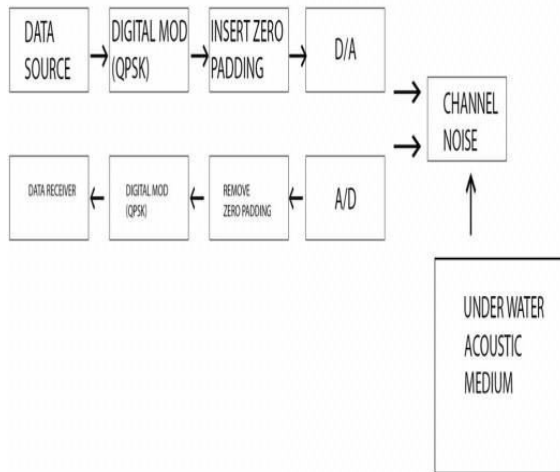 DATA
SOURCE
DIGITAL MOD
(QPSK)
INSERT ZERO
PADDING
D/A
CHANNEL
NOISE
DATA RECEIVER
DIGITAL MOD
(QPSK)
REMOVE
ZERO PADDING
A/D
UNDER WATER
ACOUSTIC
MEDIUM